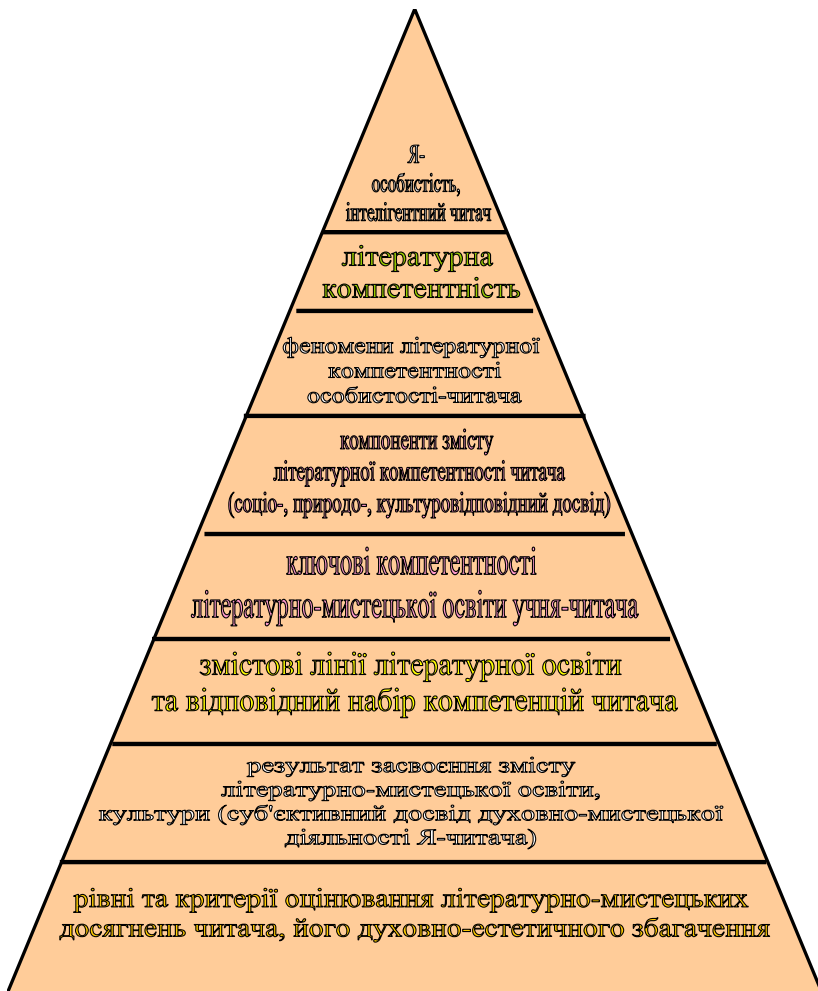 Я-
особистість,
інтелігентний читач
літературна
компетентність
феномени літературної
компетентності
особистості-читача
компоненти змісту
літературної компетентності читача
(соціо-, природо-, культуровідповідний досвід)
ключові компетентності
літературно-мистецької освіти учня-читача
змістові лінії літературної освіти
та відповідний набір компетенцій читача
результат засвоєння змісту
літературно-мистецької освіти,
культури (суб'єктивний досвід духовно-мистецької
діяльності Я-читача)
рівні та критерії оцінювання літературно-мистецьких
досягнень читача, його духовно-естетичного збагачення